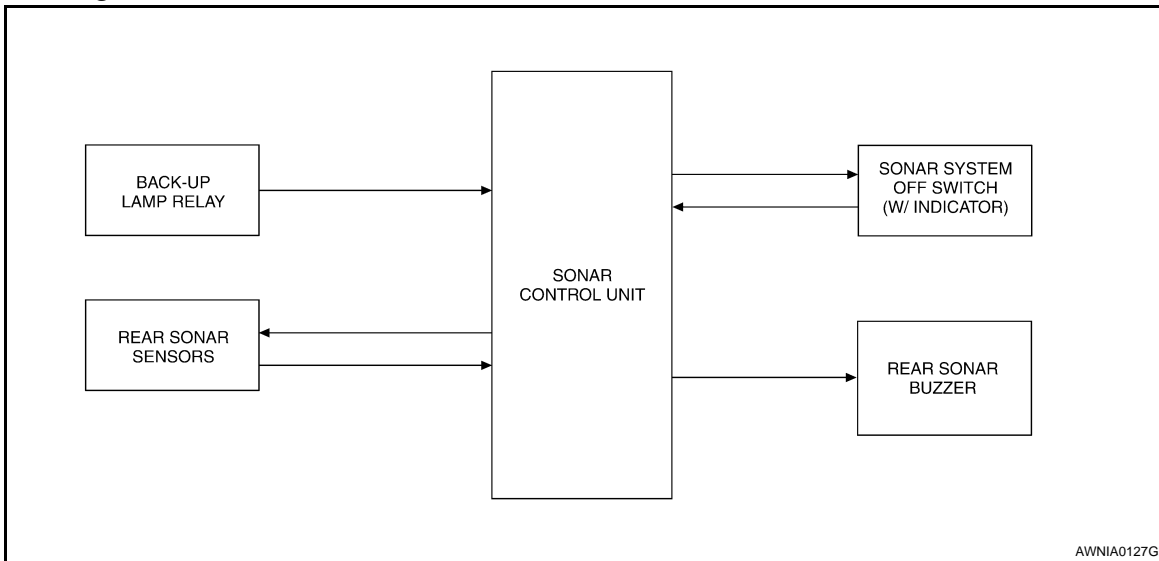 BACK-UP
LAMP RELAY
REAR SONAR
SENSORS
SONAR
CONTROL UNIT
SONAR SYSTEM
OFF SWITCH
(W/ INDICATOR)
REAR SONAR
BUZZER
AWNIA0127G